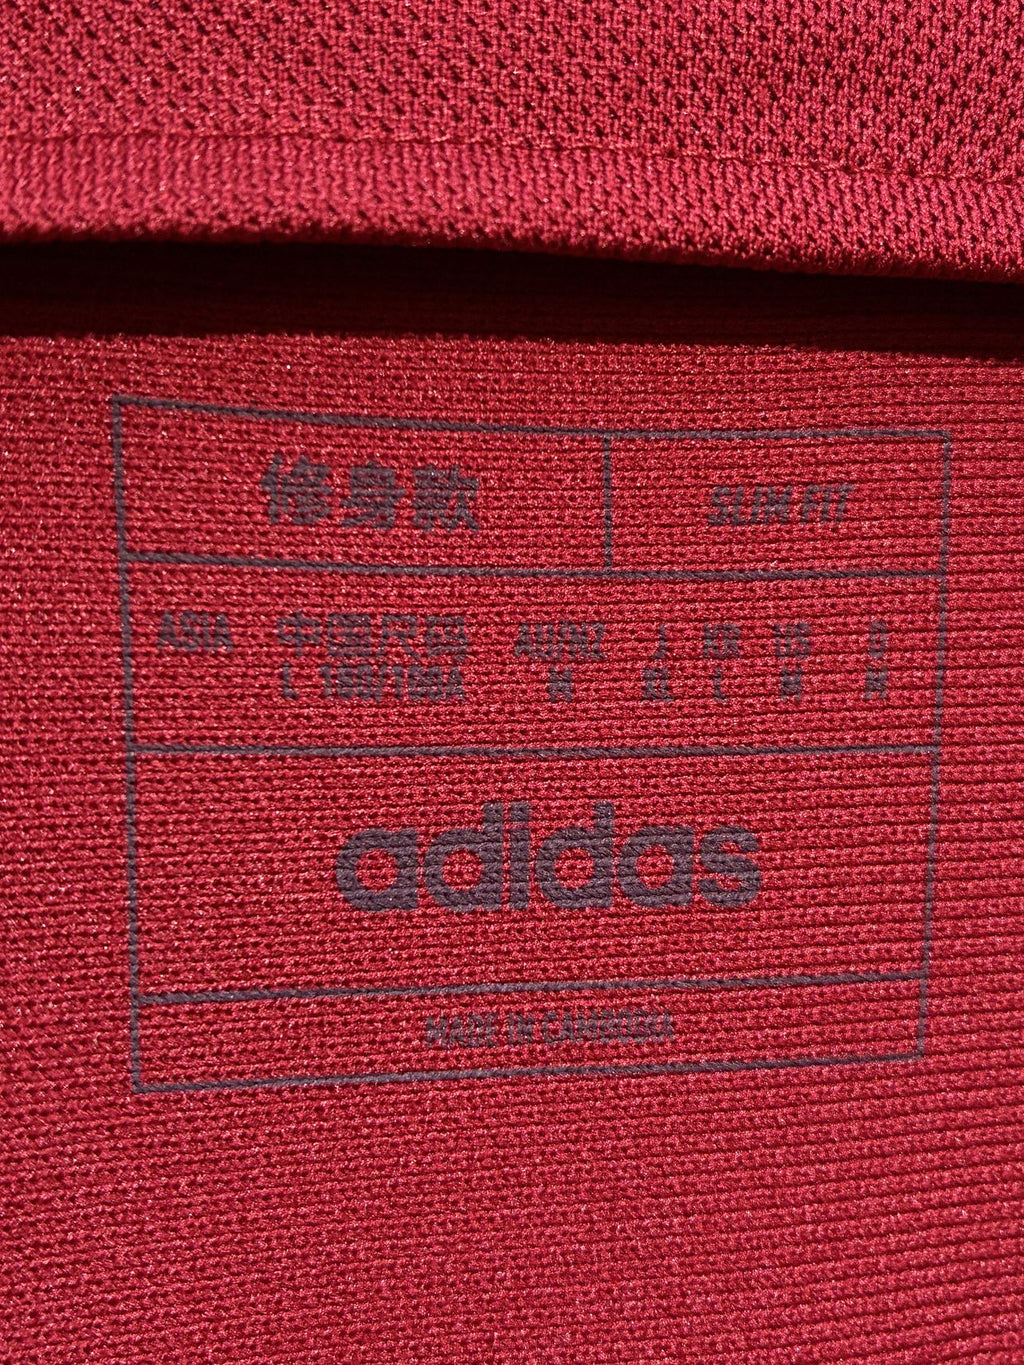 修身款 SLIM FIT
ASIA 中国尺码 AU/NZ J KR US D
L 180/100A M XL L M M
adidas
MADE IN CAMBODIA